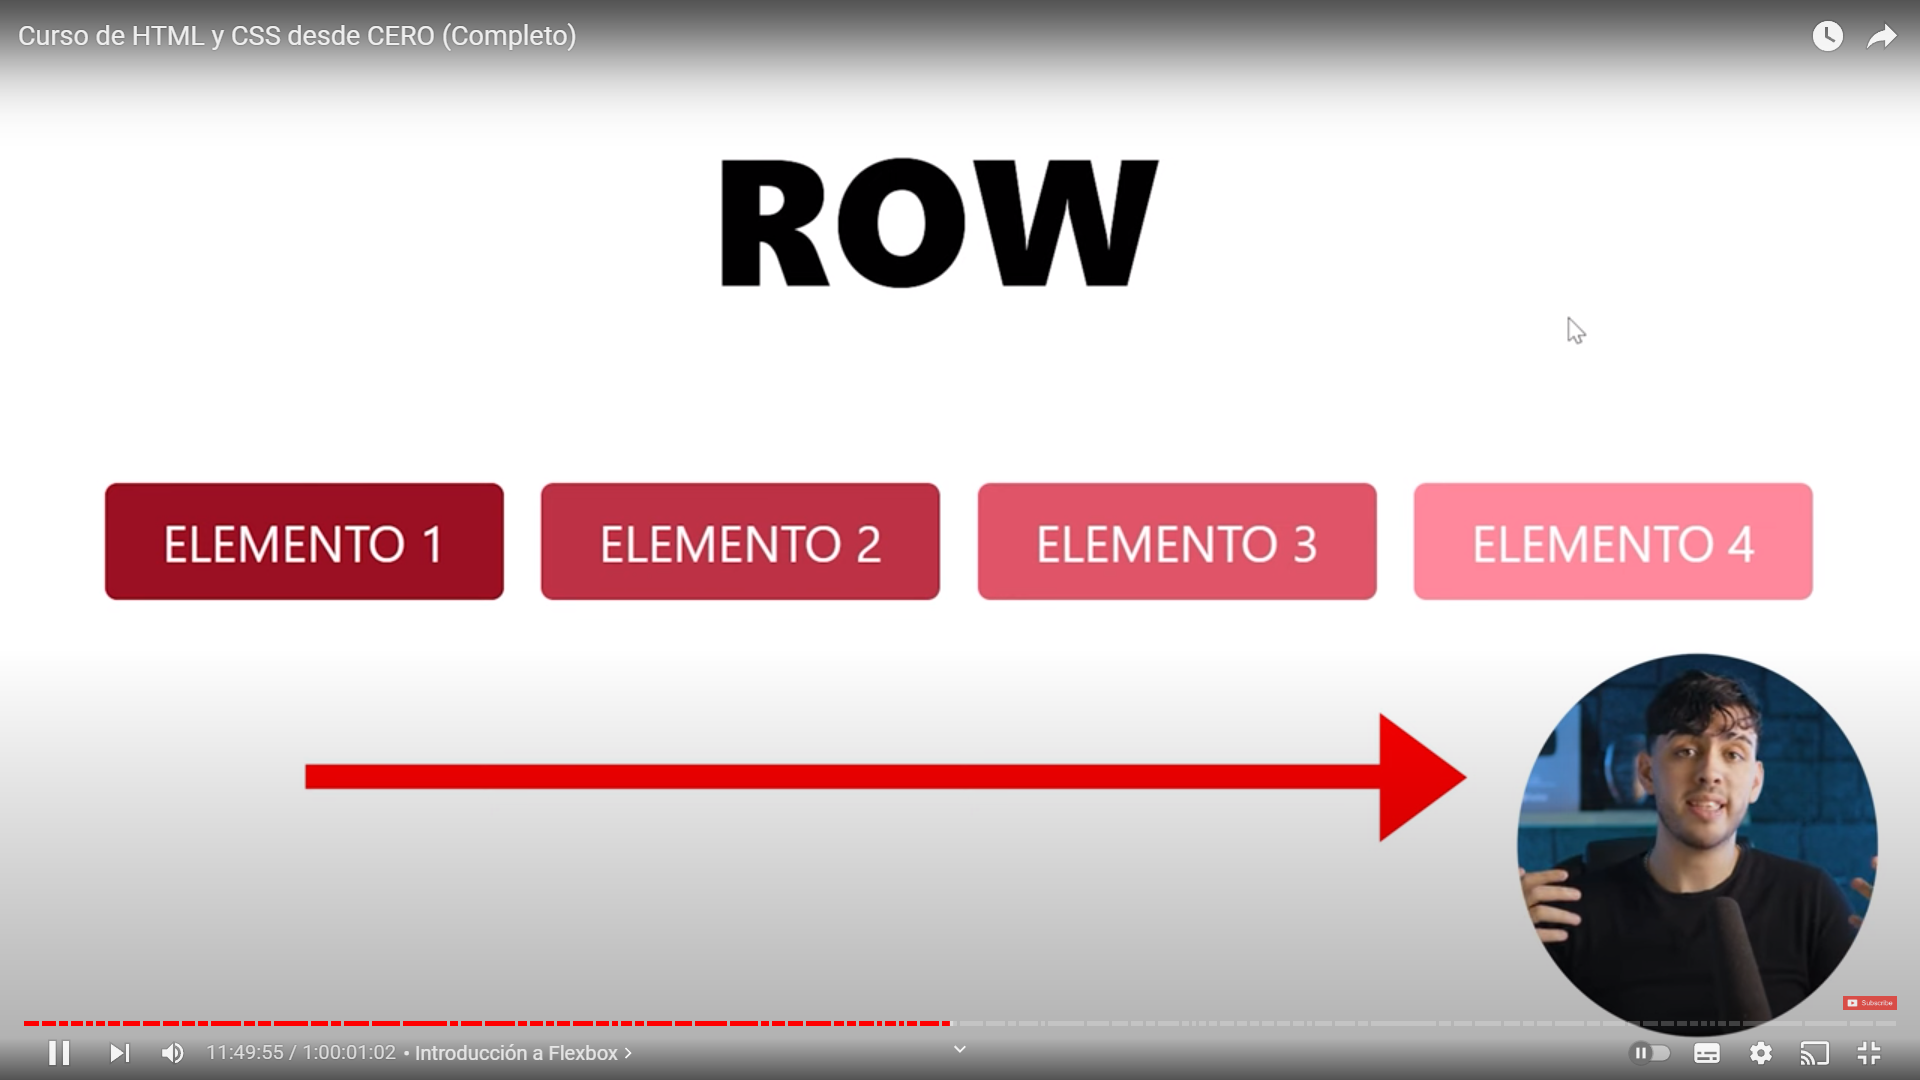 Curso de HTML y CSS desde CERO (Completo)
ROW
ELEMENTO 1
ELEMENTO 2
ELEMENTO 3
ELEMENTO 4
Subscribe
11:49:55 / 1:00:01:02 • Introducción a Flexbox